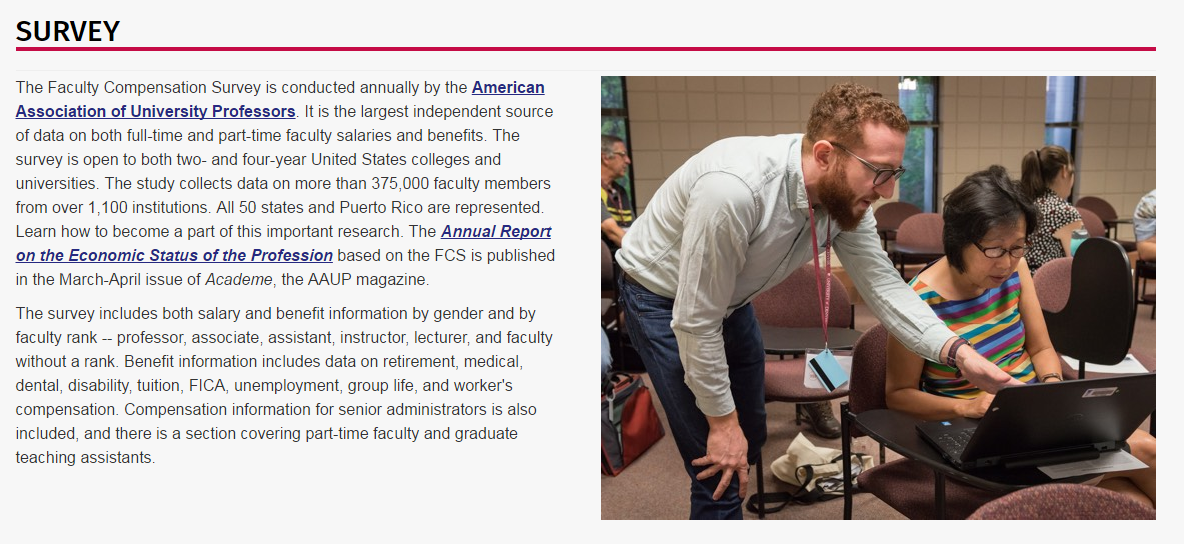 SURVEY
The Faculty Compensation Survey is conducted annually by the American
Association of University Professors. It is the largest independent source
of data on both full-time and part-time faculty salaries and benefits. The
survey is open to both two- and four-year United States colleges and
universities. The study collects data on more than 375,000 faculty members
from over 1,100 institutions. All 50 states and Puerto Rico are represented.
Learn how to become a part of this important research. The Annual Report
on the Economic Status of the Profession based on the FCS is published
in the March-April issue of Academe, the AAUP magazine.
The survey includes both salary and benefit information by gender and by
faculty rank -- professor, associate, assistant, instructor, lecturer, and faculty
without a rank. Benefit information includes data on retirement, medical,
dental, disability, tuition, FICA, unemployment, group life, and worker's
compensation. Compensation information for senior administrators is also
included, and there is a section covering part-time faculty and graduate
teaching assistants.